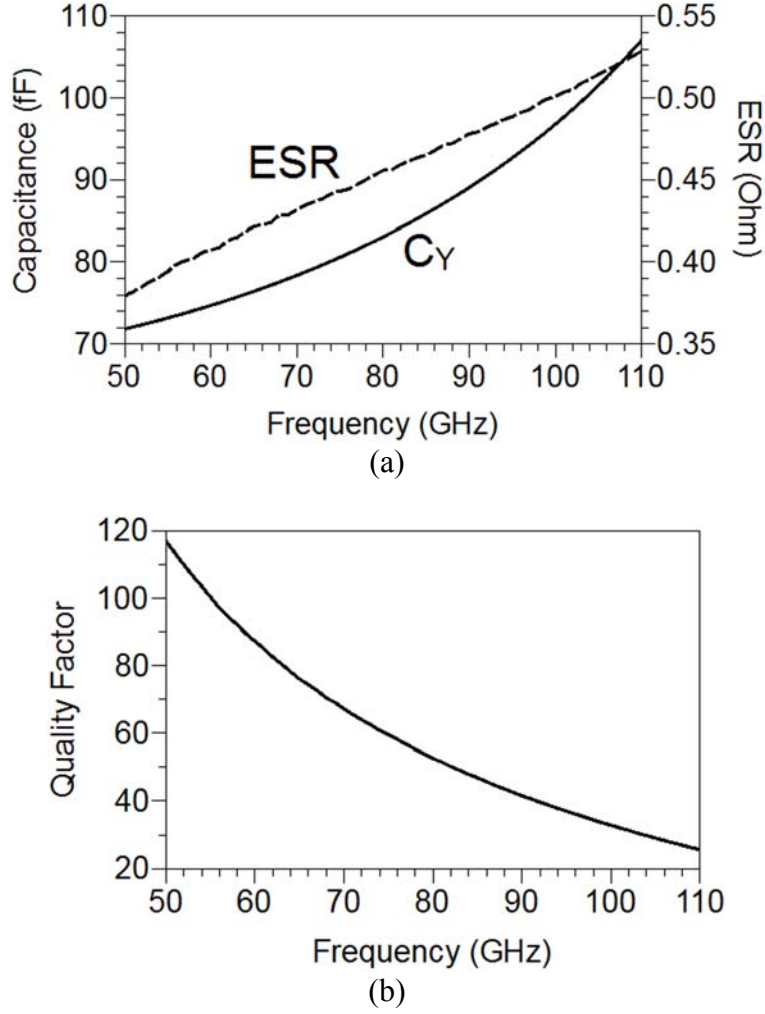 110
100
90
80
70
Capacitance (fF)
0.55
0.50
0.45
0.40
0.35
ESR (Ohm)
ESR
CY
50 60 70 80 90 100 110
Frequency (GHz)
(a)
120
100
80
60
40
20
Quality Factor
50 60 70 80 90 100 110
Frequency (GHz)
(b)